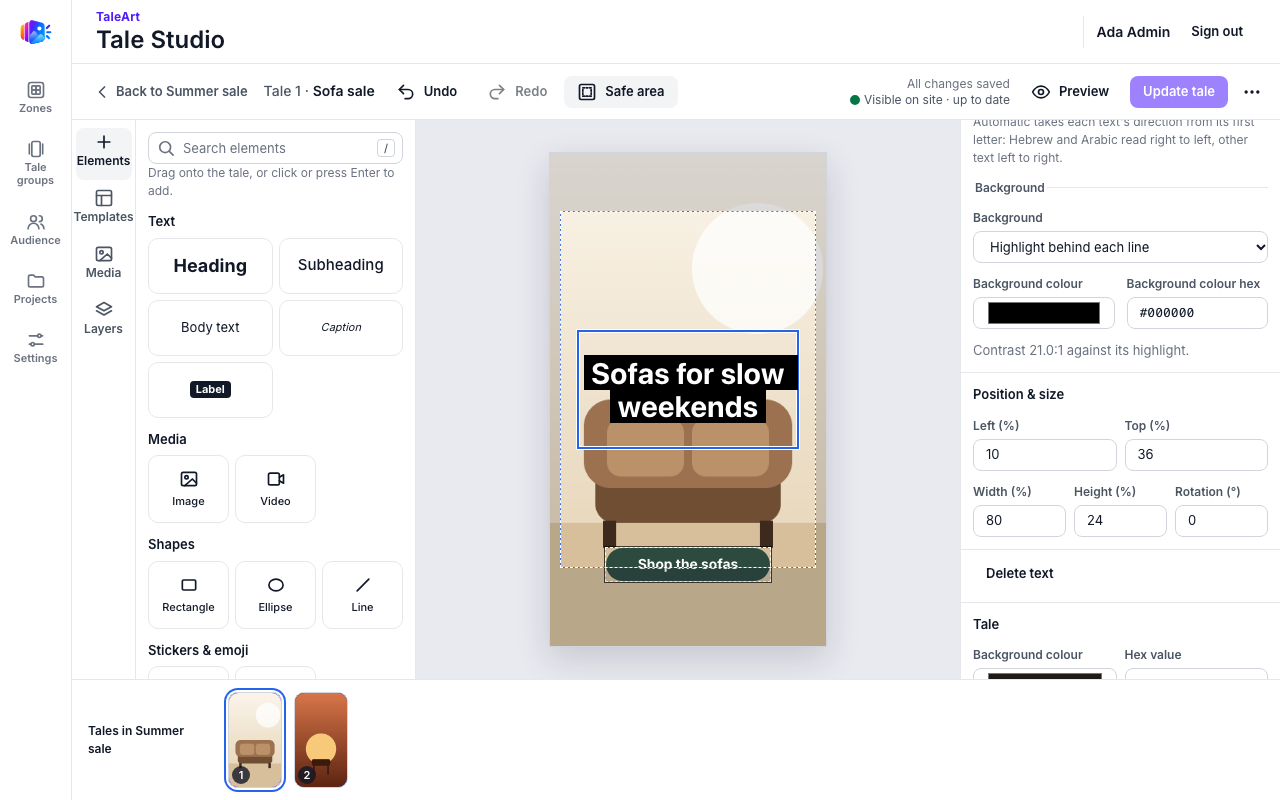 TaleArt
Tale Studio
Ada Admin
Sign out
Zones
Tale
groups
Audience
Projects
Settings
Back to Summer sale
Tale 1 · Sofa sale
Undo
Redo
Safe area
All changes saved
Visible on site · up to date
Preview
Update tale
Elements
Templates
Media
Layers
Search elements
/
Drag onto the tale, or click or press Enter to
add.
Text
Heading
Subheading
Body text
Caption
Label
Media
Image
Video
Shapes
Rectangle
Ellipse
Line
Stickers & emoji
Sofas for slow
weekends
Shop the sofas
Automatic takes each text's direction from its first
letter: Hebrew and Arabic read right to left, other
text left to right.
Background
Background
Highlight behind each line
Background colour
Background colour hex
#000000
Contrast 21.0:1 against its highlight.
Position & size
Left (%)
Top (%)
10
36
Width (%)
Height (%)
Rotation (°)
80
24
0
Delete text
Tale
Background colour
Hex value
Tales in Summer
sale
1
2